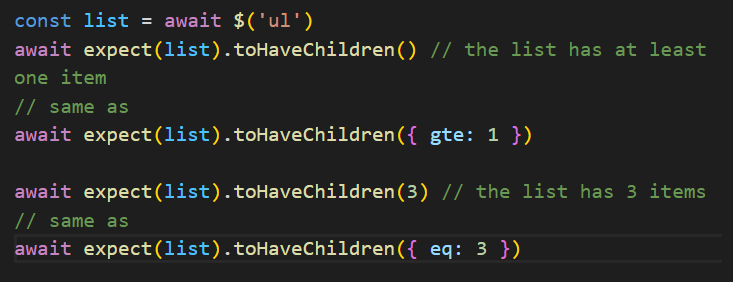 const list = await $('ul')
await expect(list).toHaveChildren() // the list has at least
one item
// same as
await expect(list).toHaveChildren({ gte: 1 })
await expect(list).toHaveChildren(3) // the list has 3 items
// same as
await expect(list).toHaveChildren({ eq: 3 })